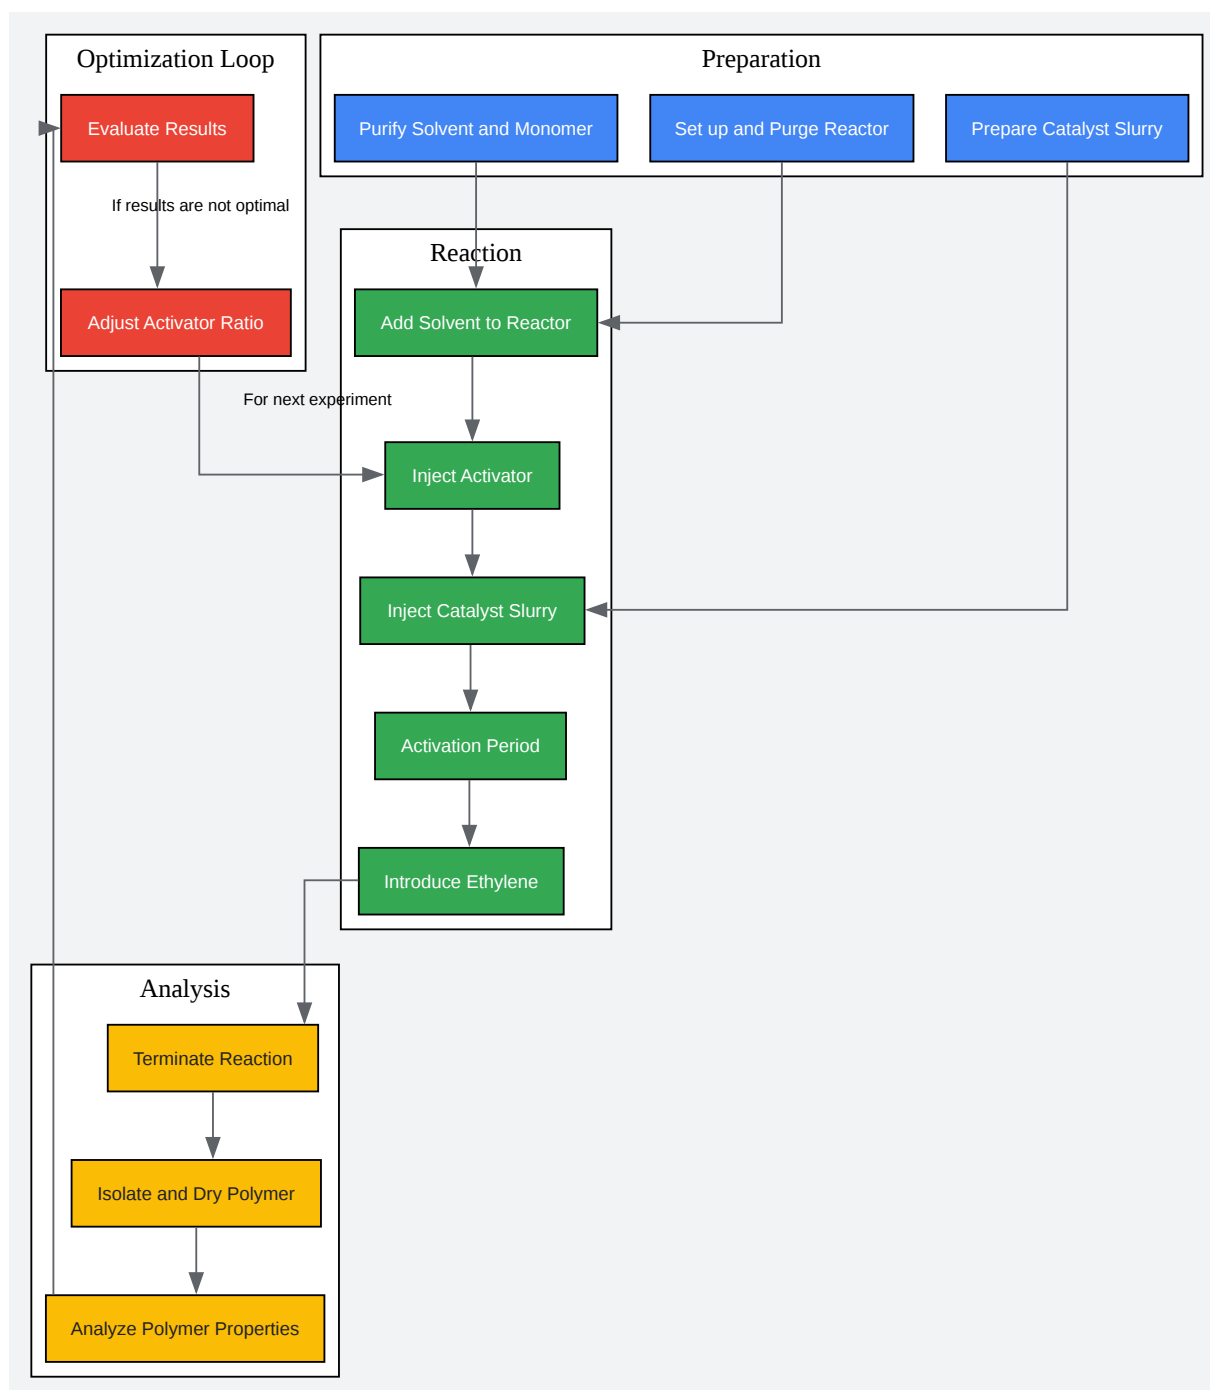 Optimization Loop
Evaluate Results
If results are not optimal
Adjust Activator Ratio
For next experiment
Preparation
Purify Solvent and Monomer
Set up and Purge Reactor
Prepare Catalyst Slurry
Reaction
Add Solvent to Reactor
Inject Activator
Inject Catalyst Slurry
Activation Period
Introduce Ethylene
Analysis
Terminate Reaction
Isolate and Dry Polymer
Analyze Polymer Properties